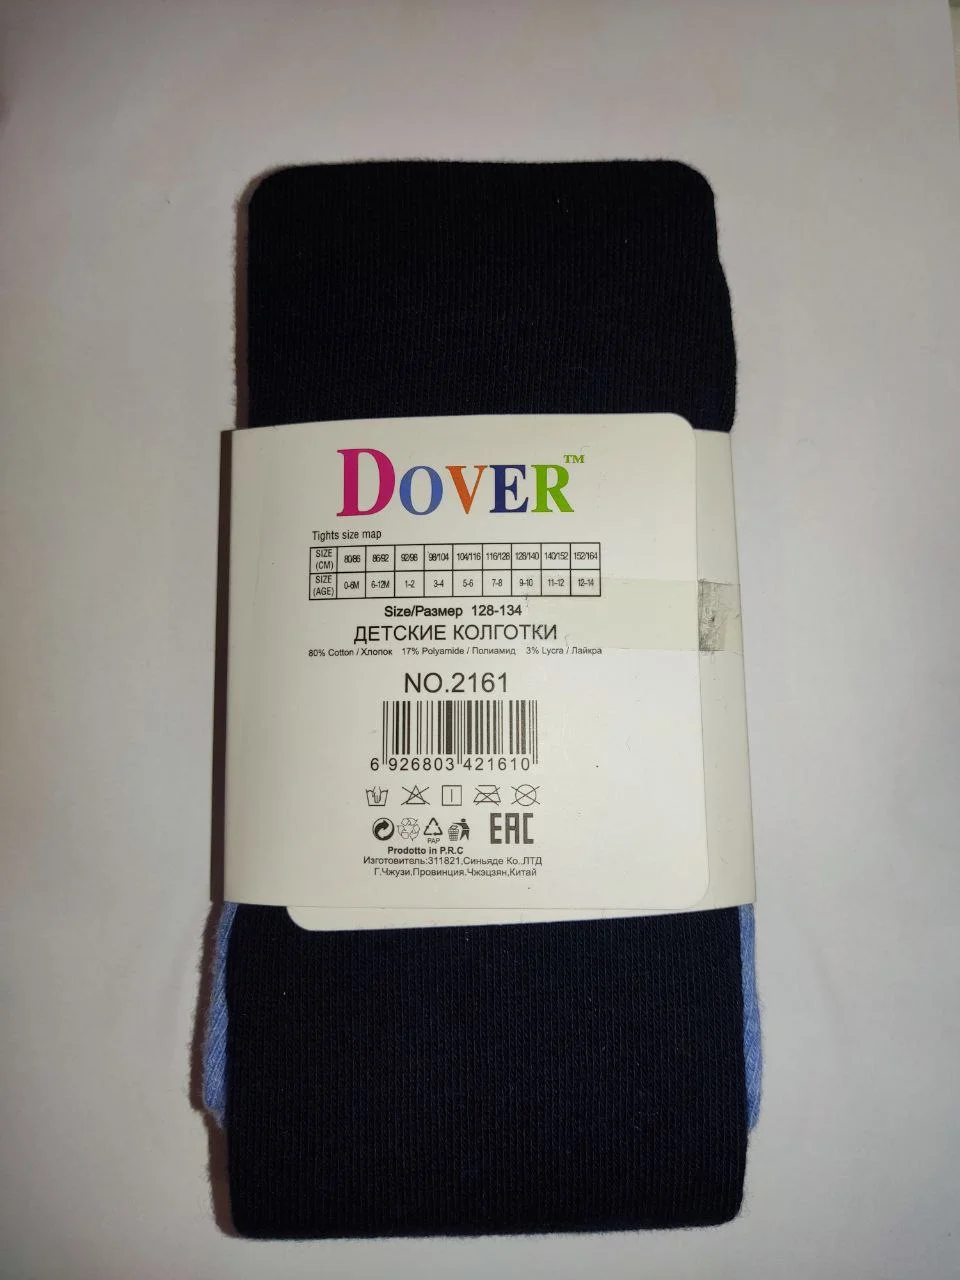 DOVER™
Tights size map
SIZE (CM) 80/86 86/92 92/98 98/104 104/116 116/128 128/140 140/152 152/164
SIZE (AGE) 0-6M 6-12M 1-2 3-4 5-6 7-8 9-10 11-12 12-14
Size/Размер 128-134
ДЕТСКИЕ КОЛГОТКИ
80% Cotton / Хлопок 17% Polyamide / Полиамид 3% Lycra / Лайкра
NO.2161
6 926803 421610
PAP
EAC
Prodotto in P.R.C
Изготовитель:311821,Синьяде Ко.,ЛТД
Г.Чжузи.Провинция.Чжэцзян,Китай